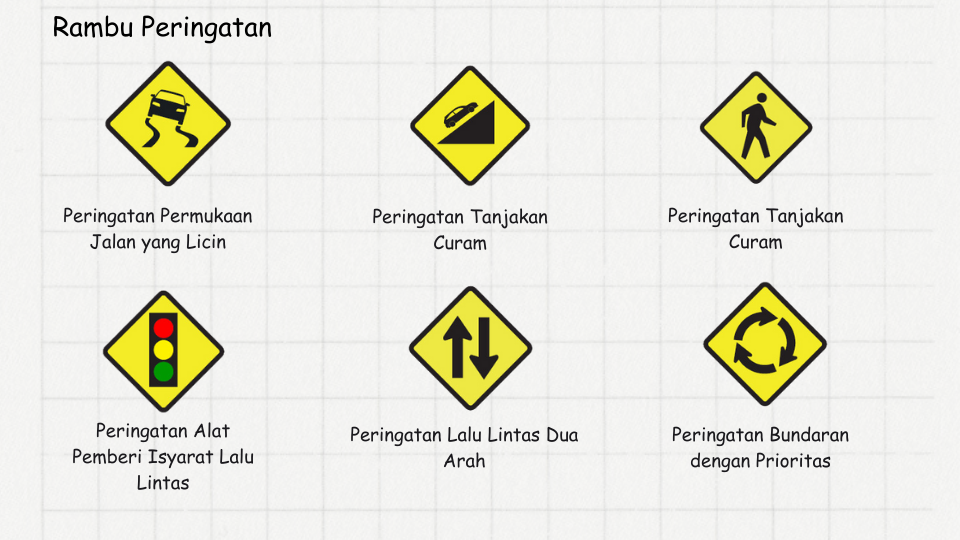 Rambu Peringatan
Peringatan Permukaan
Jalan yang Licin
Peringatan Tanjakan
Curam
Peringatan Tanjakan
Curam
Peringatan Alat
Pemberi Isyarat Lalu
Lintas
Peringatan Lalu Lintas Dua
Arah
Peringatan Bundaran
dengan Prioritas